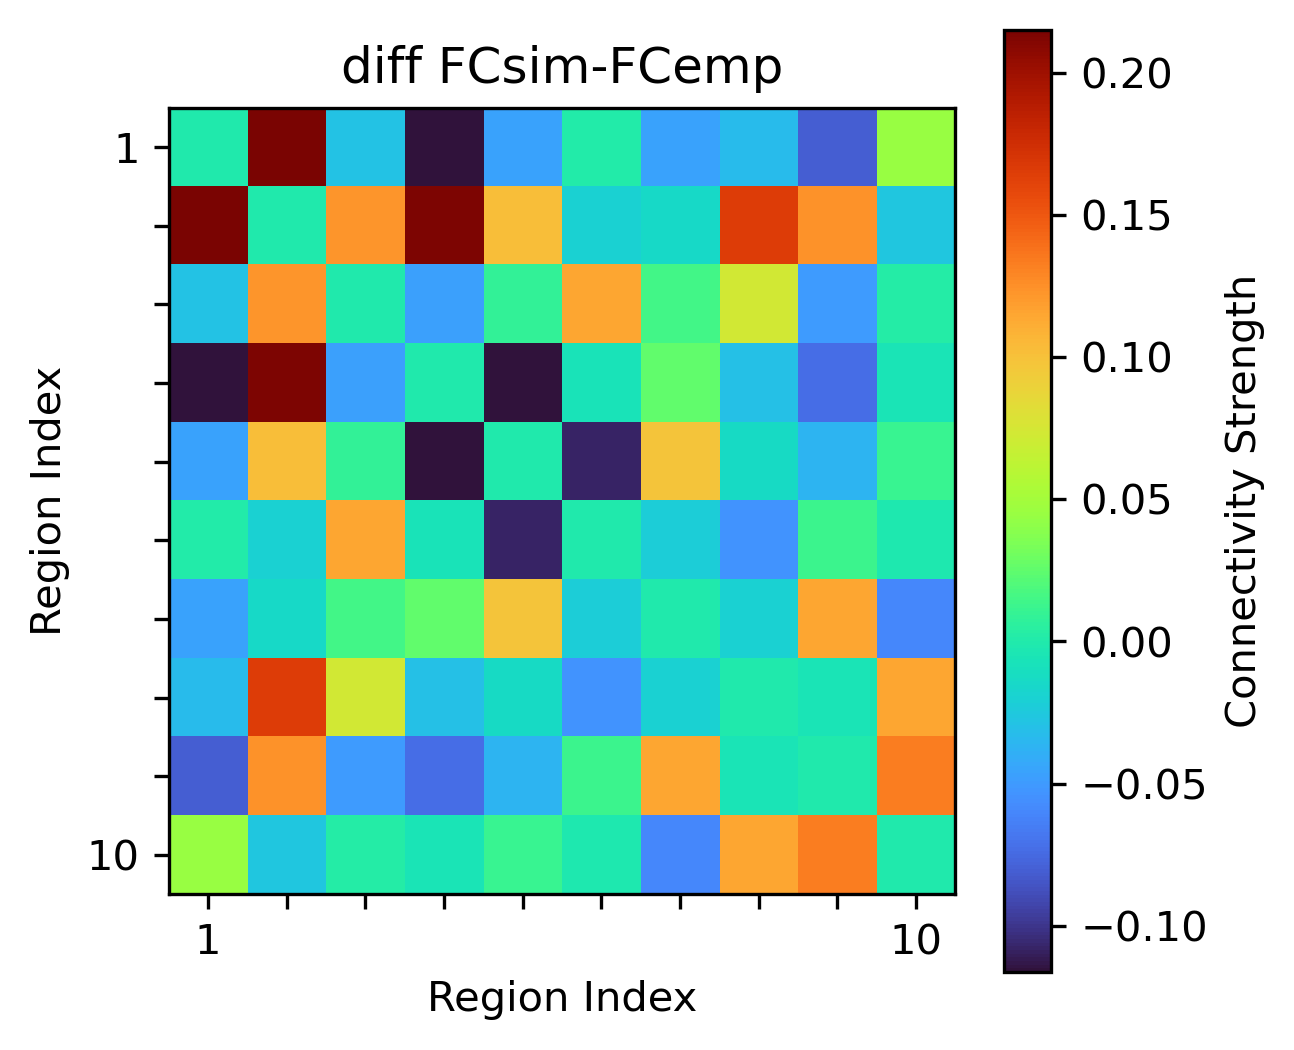 diff FCsim-FCemp
1
10
Region Index
1
10
Region Index
0.20
0.15
0.10
0.05
0.00
−0.05
−0.10
Connectivity Strength